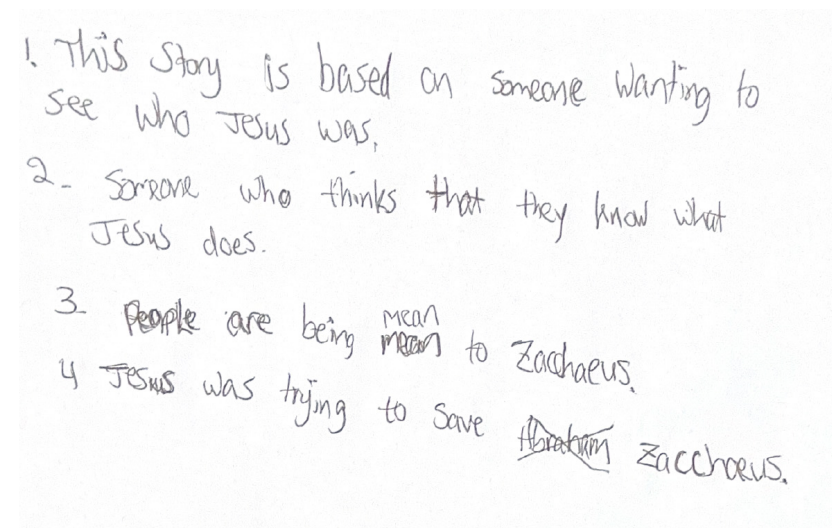 1. This Story is based on someone wanting to
see who Jesus was.
2- Someone who thinks that they know what
Jesus does.
3- People are being mean
mean to Zacchaeus.
4 Jesus was trying to save Abraham Zacchaeus.